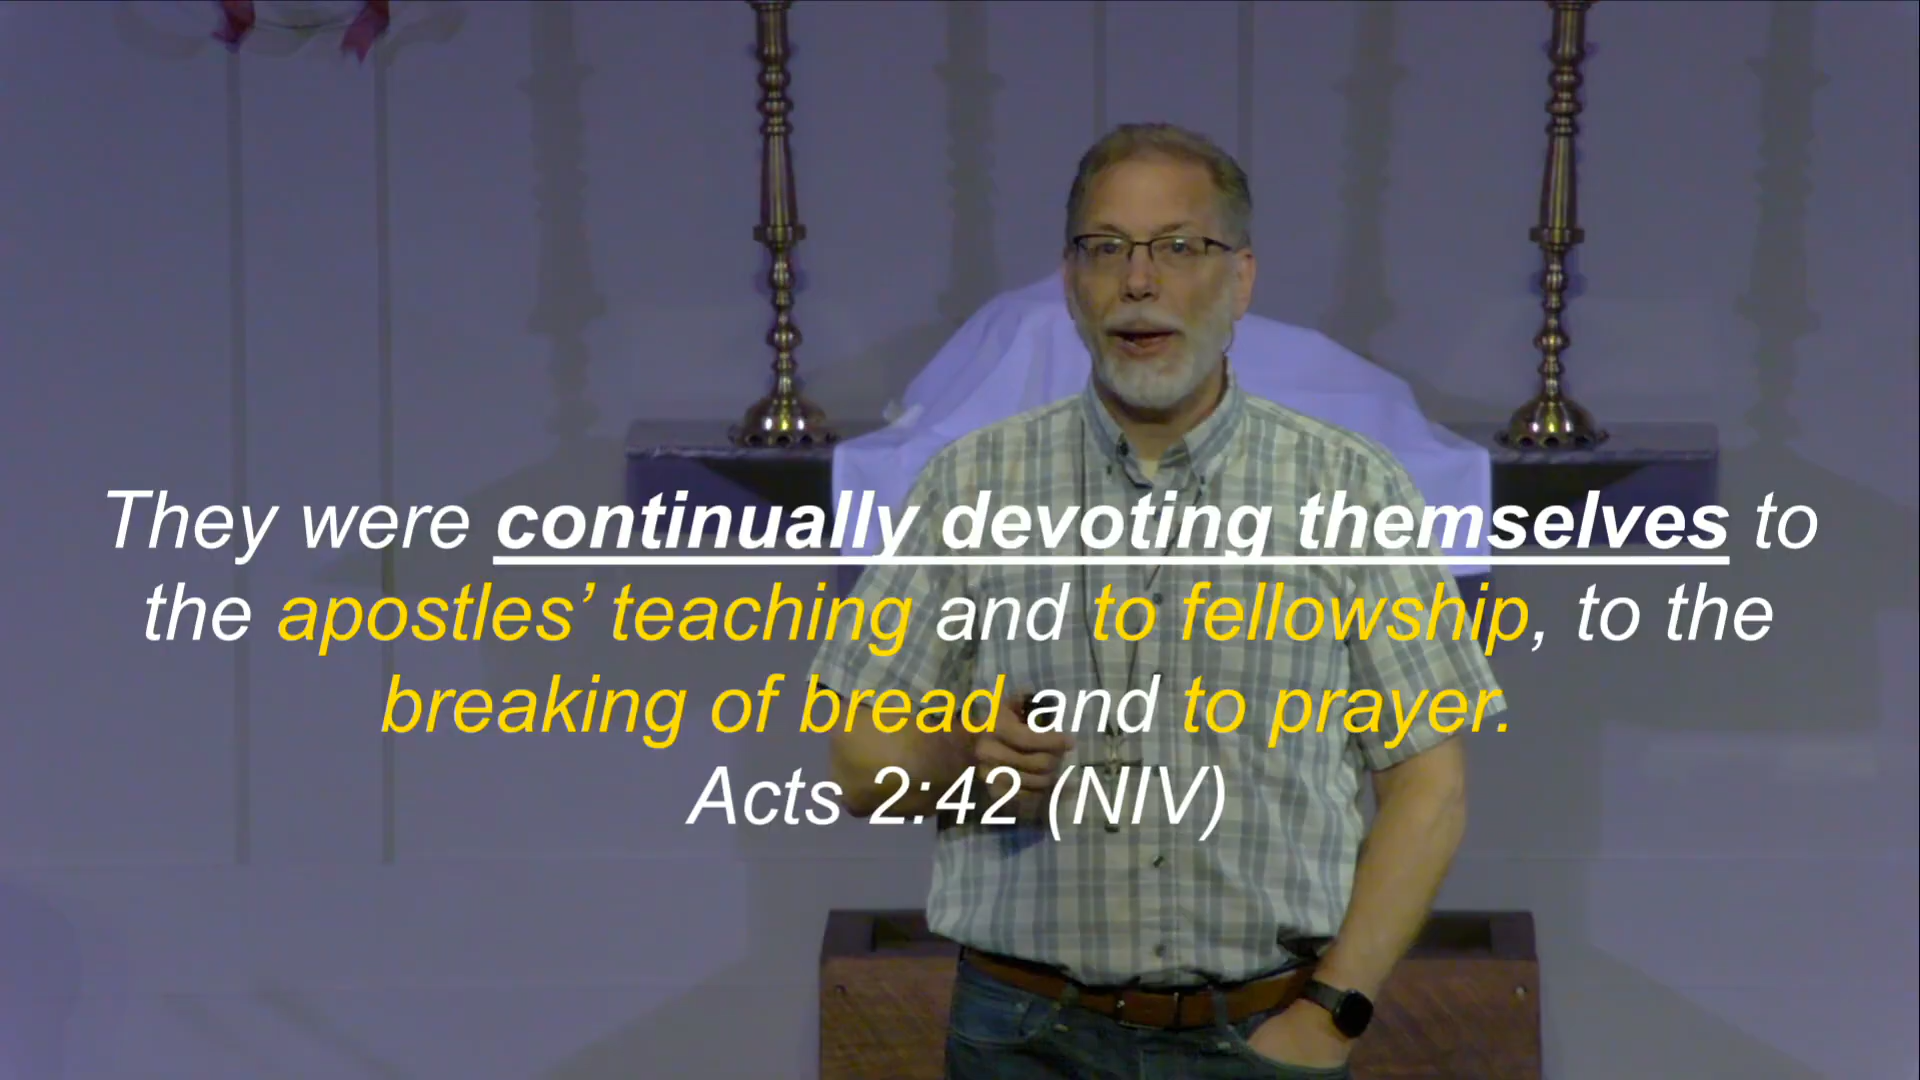 They were continually devoting themselves to
the apostles’ teaching and to fellowship, to the
breaking of bread and to prayer.
Acts 2:42 (NIV)